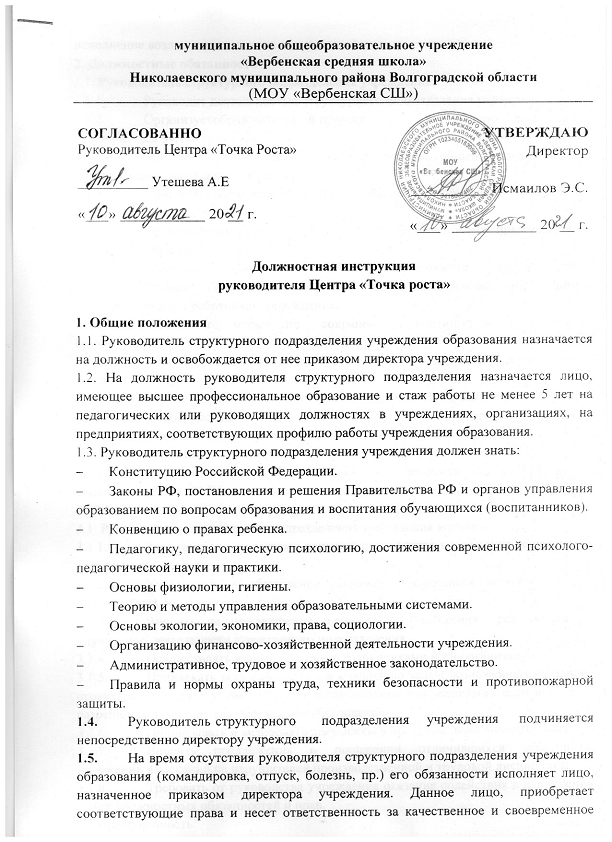 муниципальное общеобразовательное учреждение
«Вербенская средняя школа»
Николаевского муниципального района Волгоградской области
(МОУ «Вербенская СШ»)
СОГЛАСОВАННО УТВЕРЖДАЮ
Руководитель Центра «Точка Роста» Директор
Утешева А.Е Исмаилов Э.С.
«10» августа 2021 г.
«10» августа 2021 г.
МОУ
Должностная инструкция
руководителя Центра «Точка роста»
1. Общие положения
1.1. Руководитель структурного подразделения учреждения образования назначается
на должность и освобождается от нее приказом директора учреждения.
1.2. На должность руководителя структурного подразделения назначается лицо,
имеющее высшее профессиональное образование и стаж работы не менее 5 лет на
педагогических или руководящих должностях в учреждениях, организациях, на
предприятиях, соответствующих профилю работы учреждения образования.
1.3. Руководитель структурного подразделения учреждения должен знать:
– Конституцию Российской Федерации.
– Законы РФ, постановления и решения Правительства РФ и органов управления
образованием по вопросам образования и воспитания обучающихся (воспитанников).
– Конвенцию о правах ребенка.
– Педагогику, педагогическую психологию, достижения современной психолого-
педагогической науки и практики.
– Основы физиологии, гигиены.
– Теорию и методы управления образовательными системами.
– Основы экологии, экономики, права, социологии.
– Организацию финансово-хозяйственной деятельности учреждения.
– Административное, трудовое и хозяйственное законодательство.
– Правила и нормы охраны труда, техники безопасности и противопожарной
защиты.
1.4. Руководитель структурного подразделения учреждения подчиняется
непосредственно директору учреждения.
1.5. На время отсутствия руководителя структурного подразделения учреждения
образования (командировка, отпуск, болезнь, пр.) его обязанности исполняет лицо,
назначенное приказом директора учреждения. Данное лицо, приобретает
соответствующие права и несет ответственность за качественное и своевременное